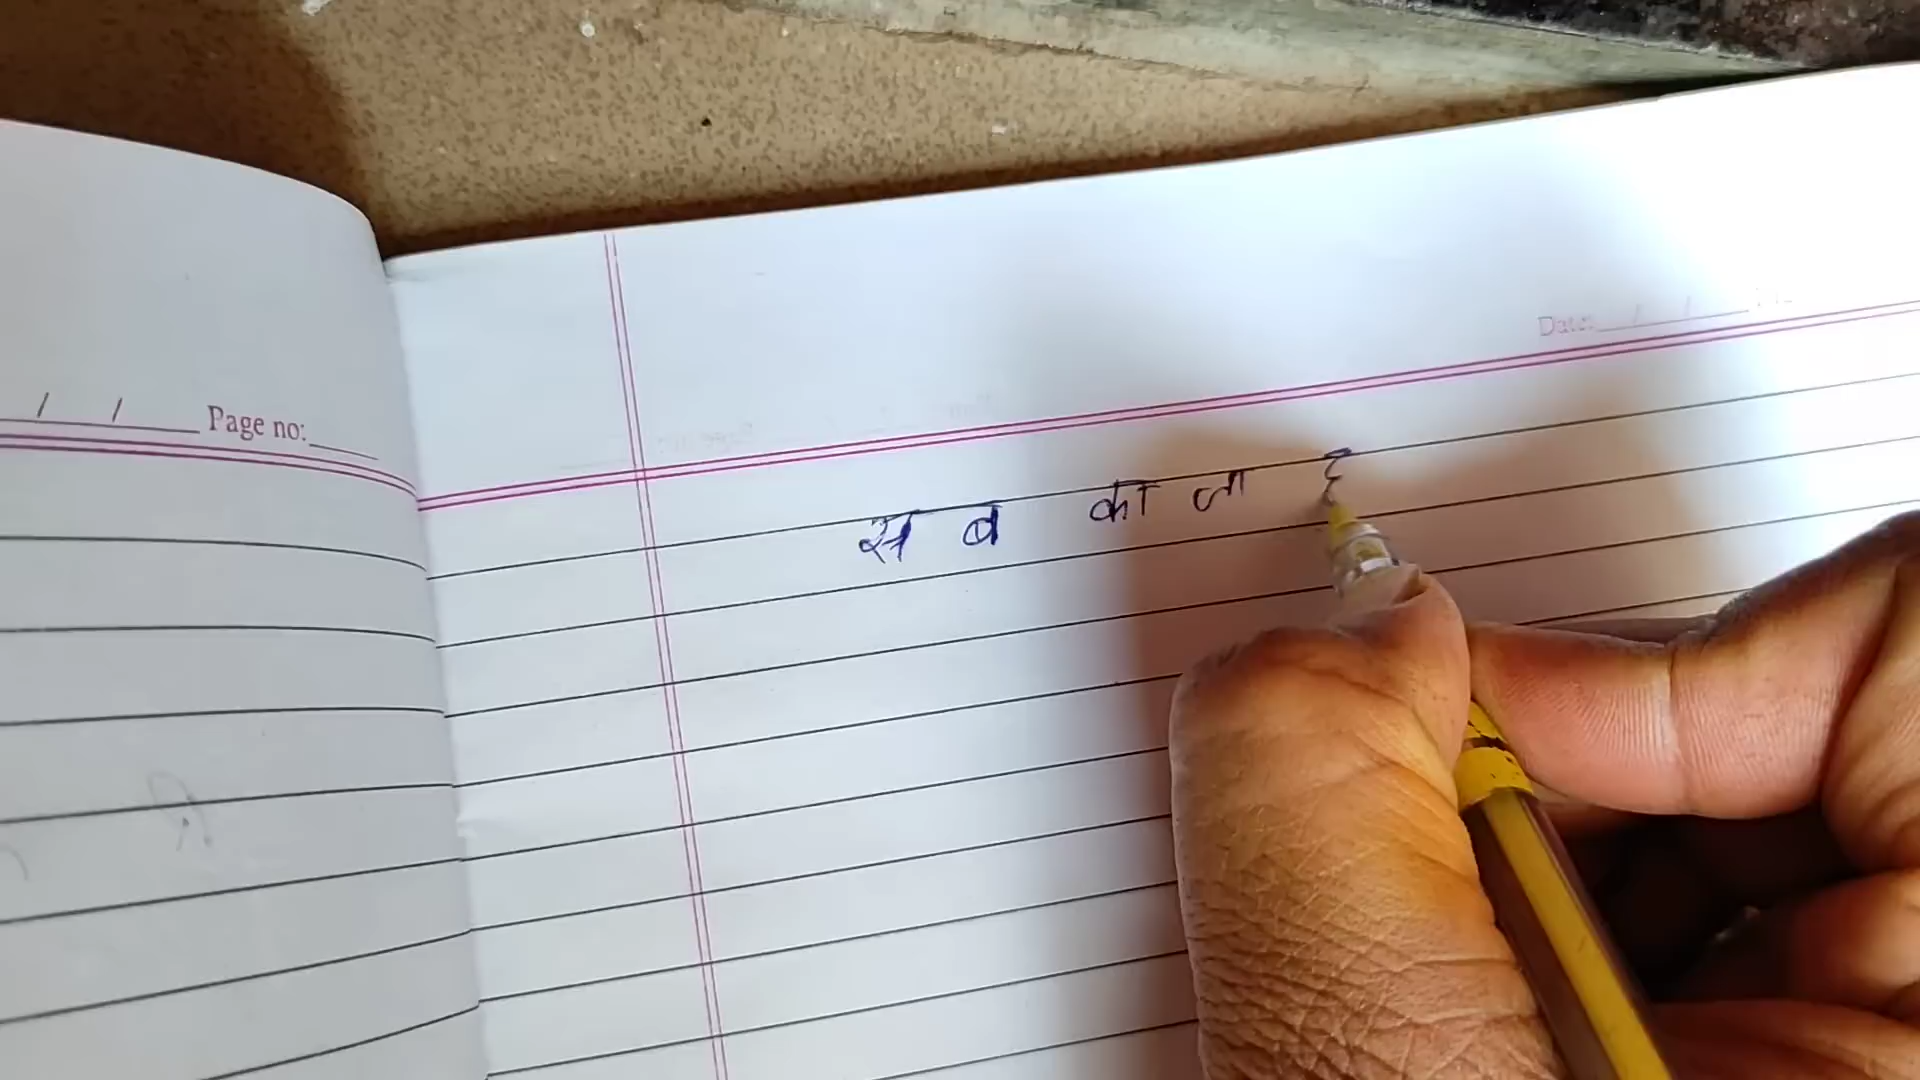 / / Page no:
Date: / /
स ब का जा ह